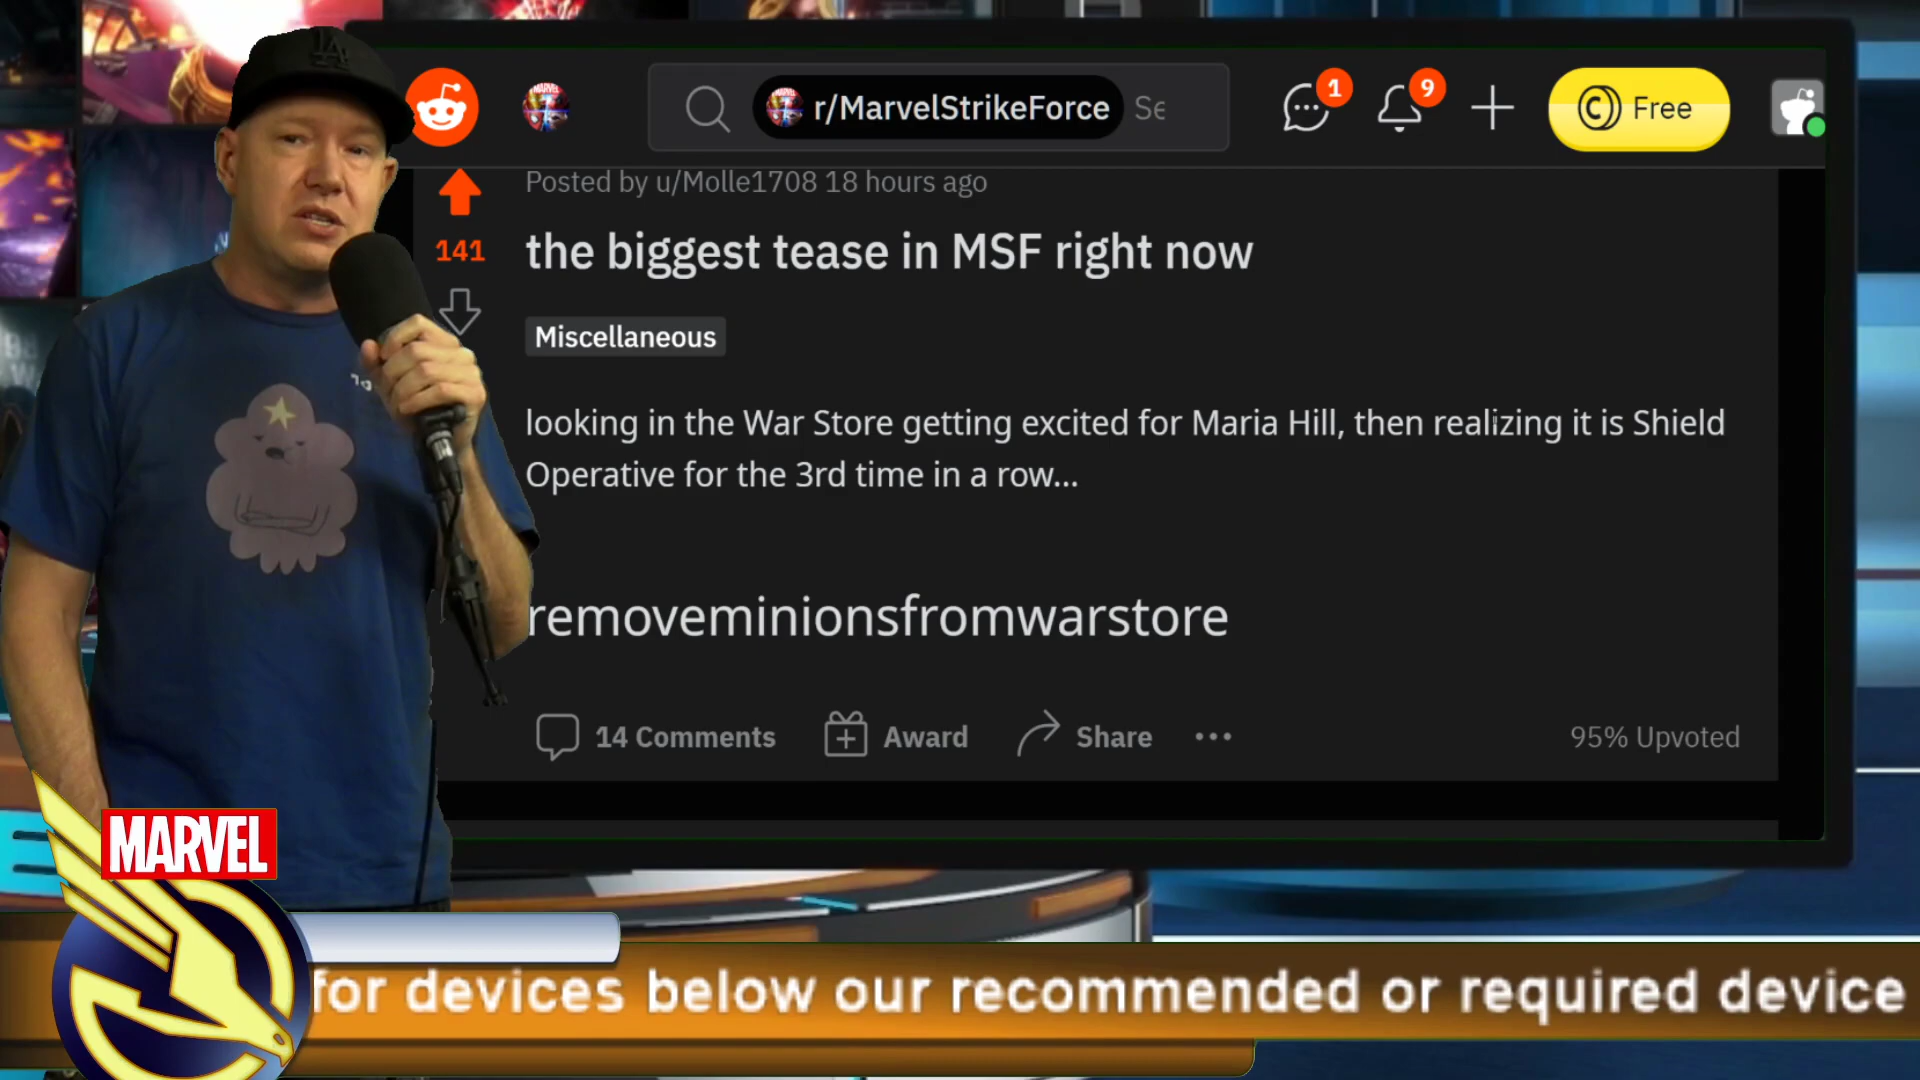 r/MarvelStrikeForce Se
1
9
Free
Posted by u/Molle1708 18 hours ago
141
the biggest tease in MSF right now
Miscellaneous
looking in the War Store getting excited for Maria Hill, then realizing it is Shield
Operative for the 3rd time in a row...
removeminionsfromwarstore
14 Comments Award Share 95% Upvoted
MARVEL
for devices below our recommended or required device